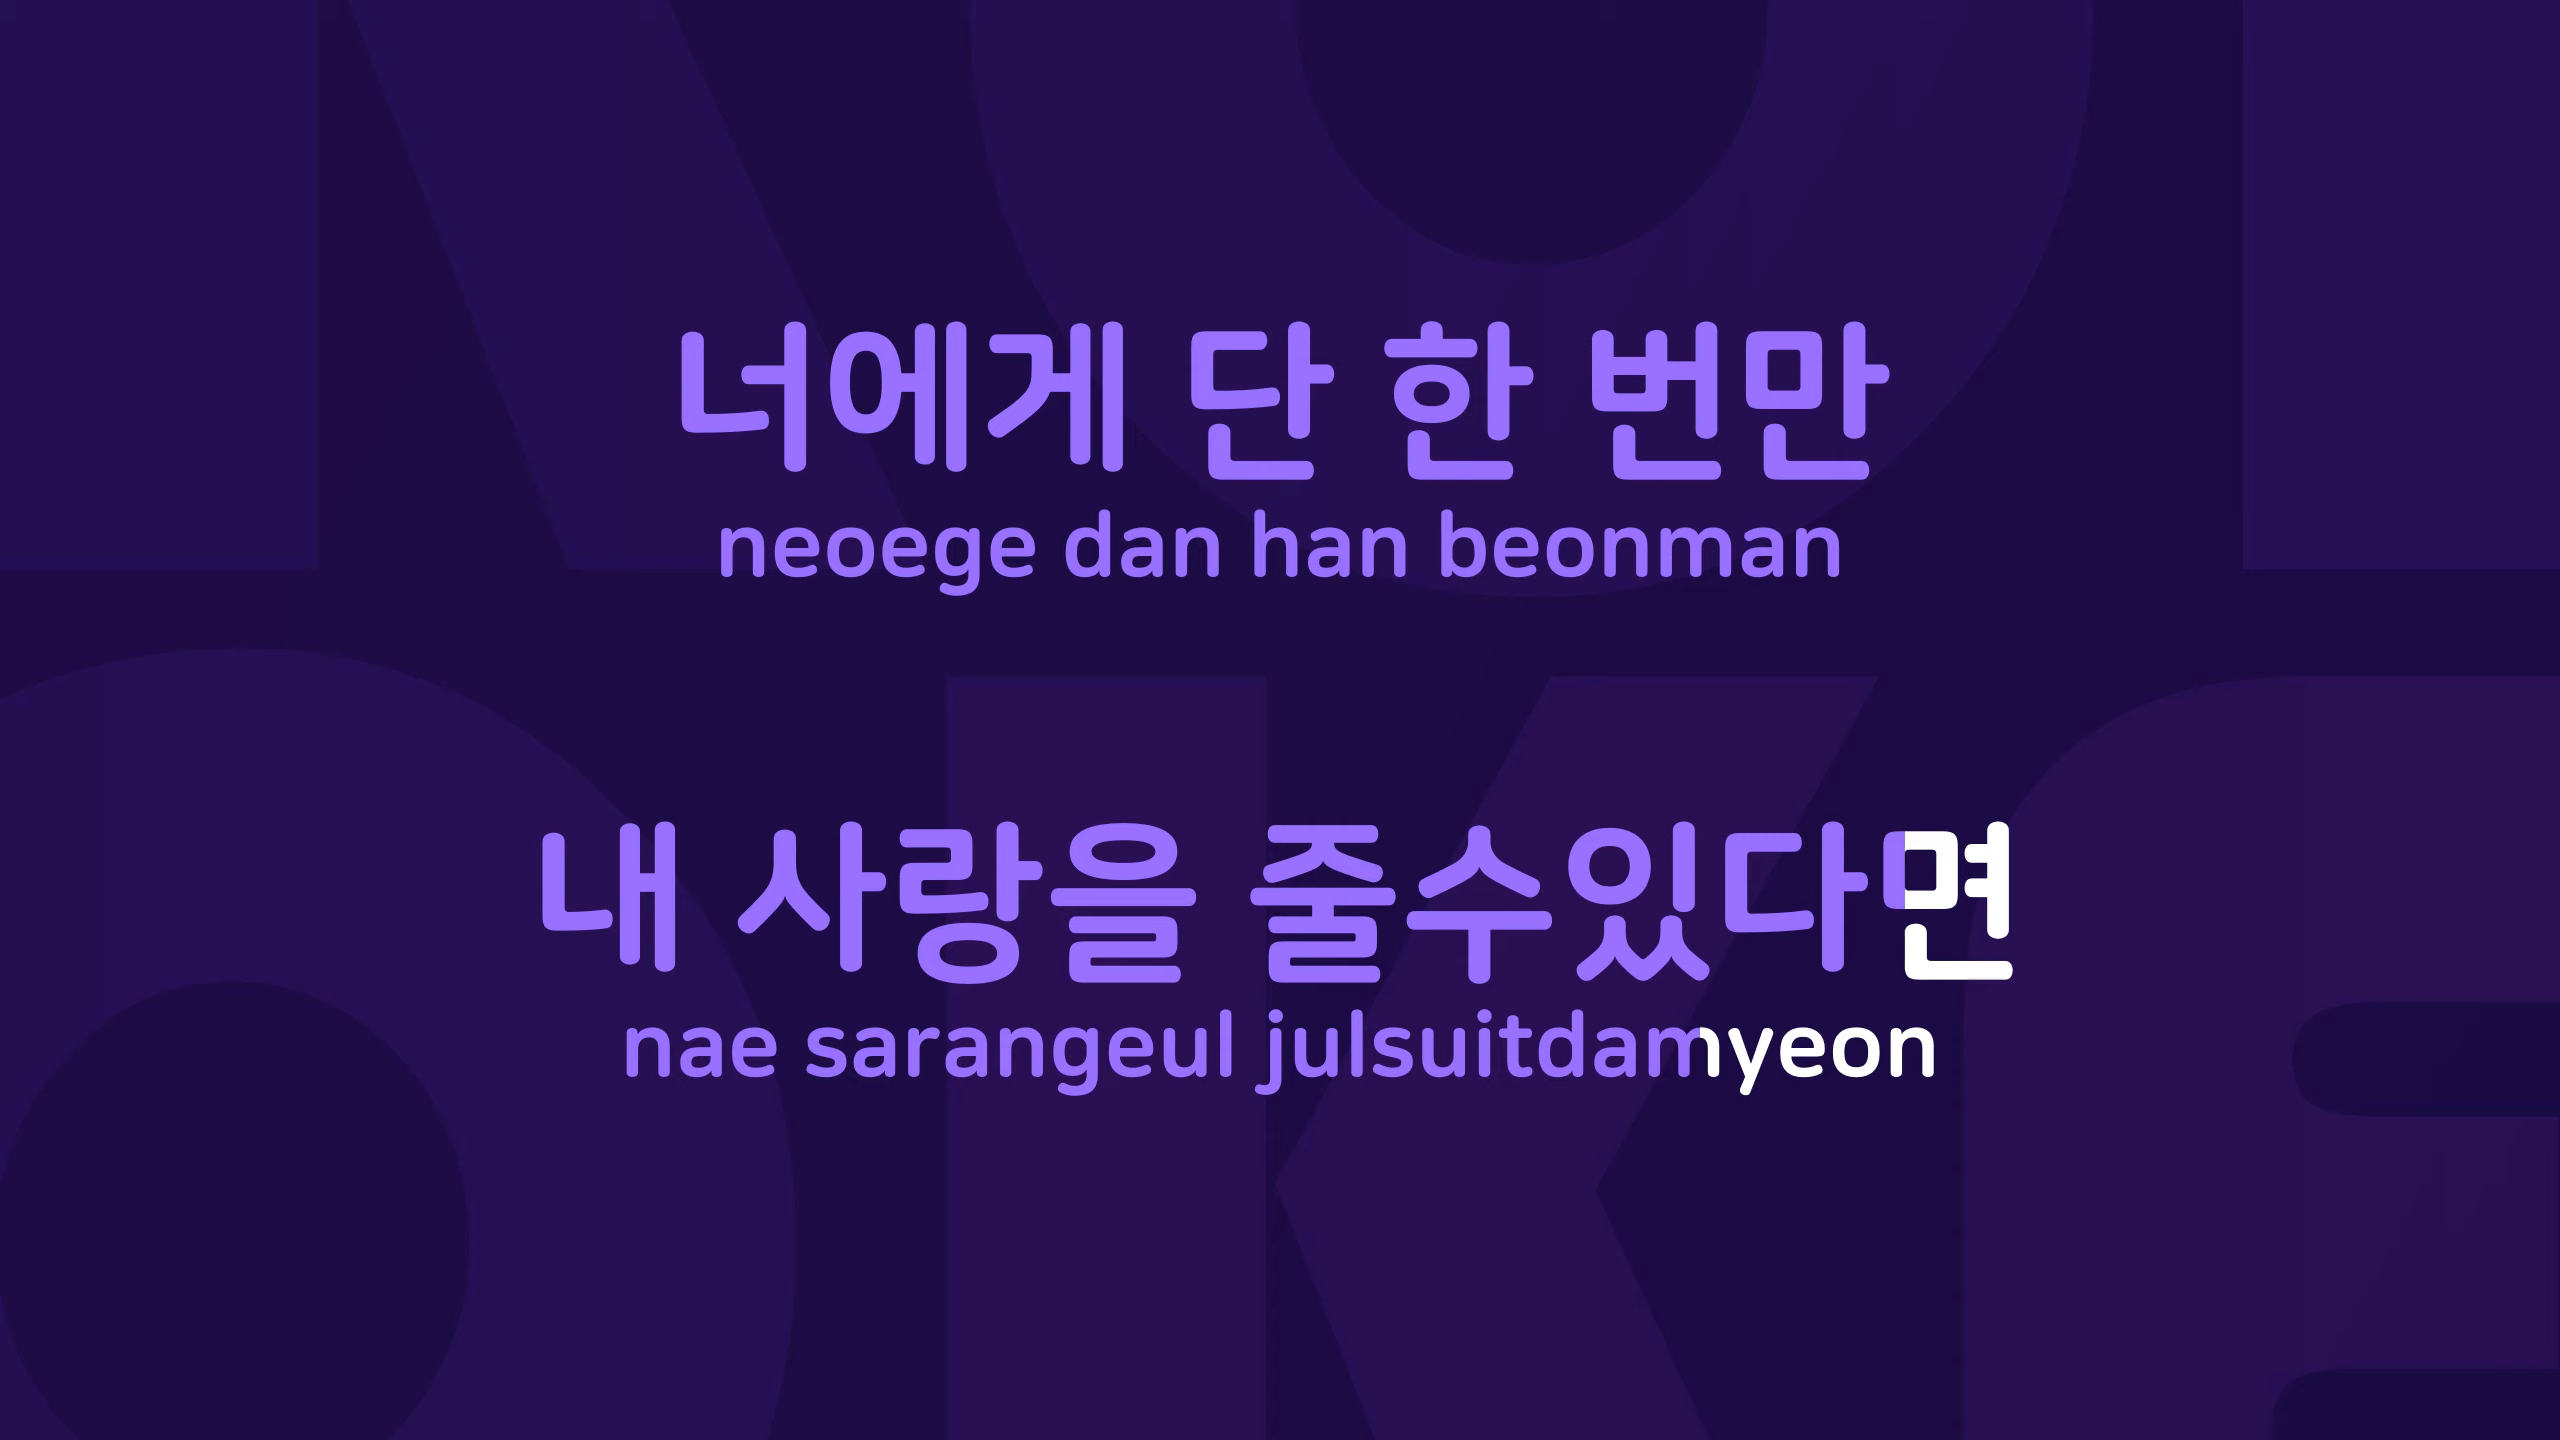 너에게 단 한 번만
neoege dan han beonman
내 사랑을 줄수있다면
nae sarangeul julsuitdamyeon